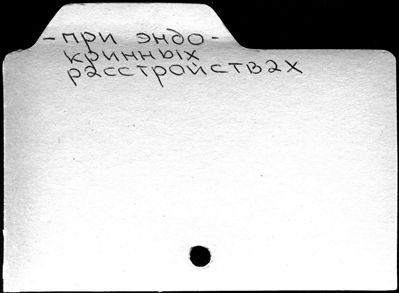 -при эндо-
кринных
расстройствах